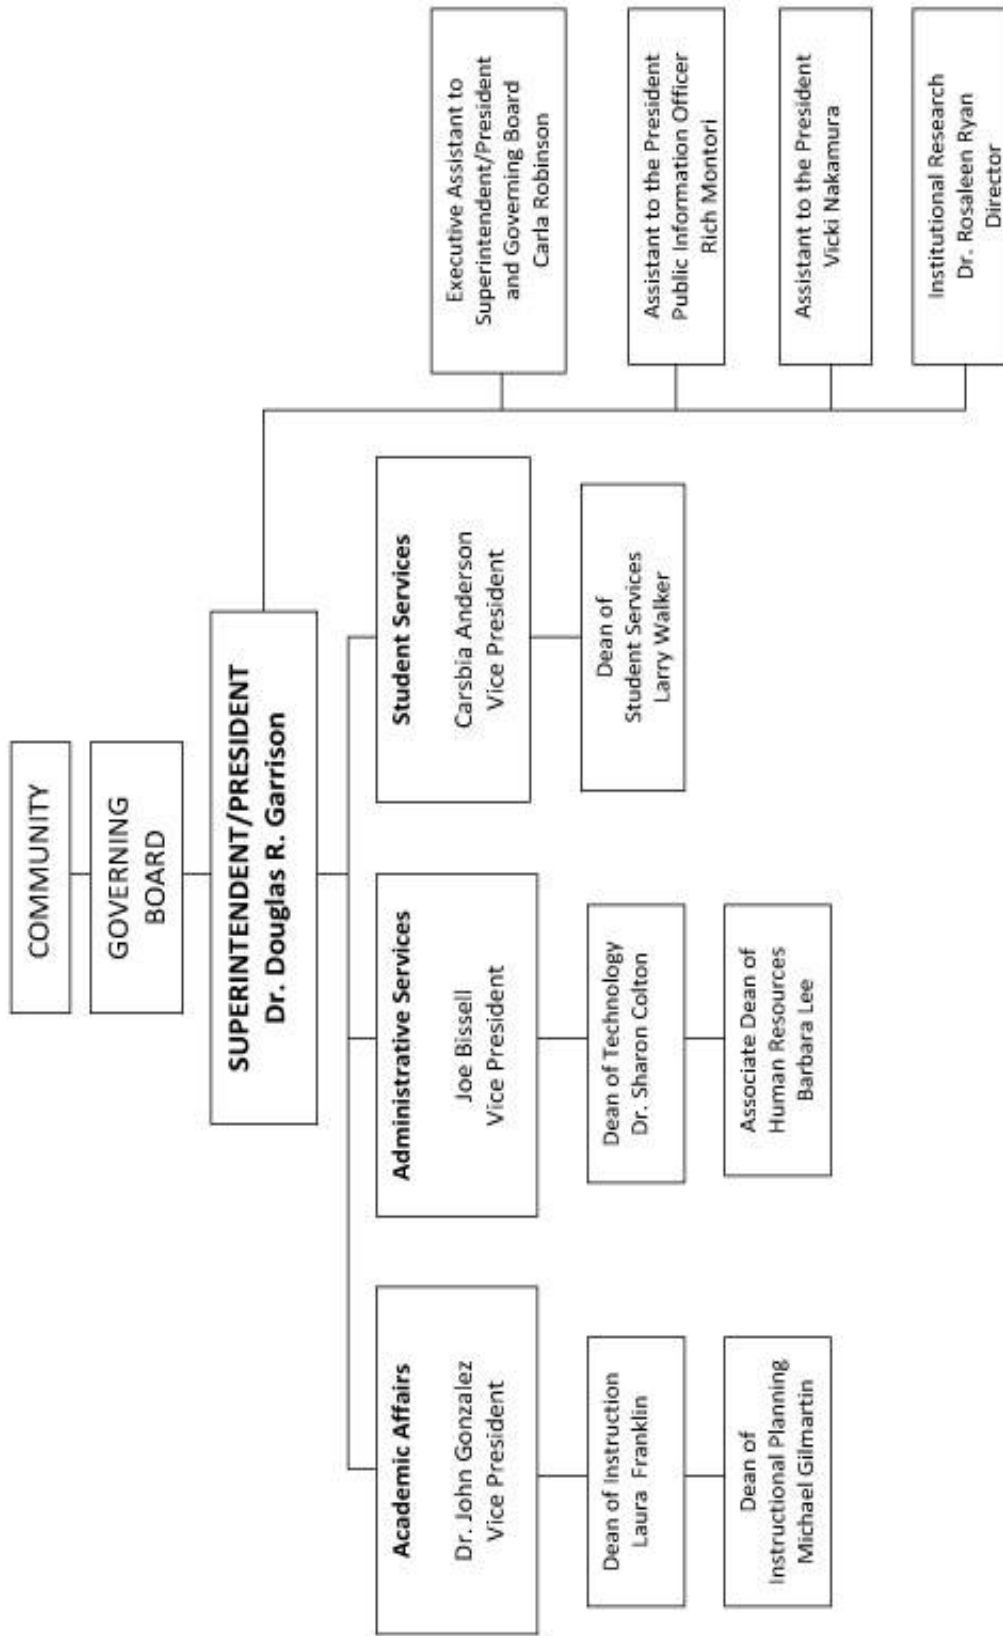 COMMUNITY
GOVERNING
BOARD
SUPERINTENDENT/PRESIDENT
Dr. Douglas R. Garrison
Executive Assistant to
Superintendent/President
and Governing Board
Carla Robinson
Assistant to the President
Public Information Officer
Rich Montori
Assistant to the President
Vicki Nakamura
Institutional Research
Dr. Rosaleen Ryan
Director
Academic Affairs
Dr. John Gonzalez
Vice President
Dean of Instruction
Laura Franklin
Dean of
Instructional Planning
Michael Gilmartin
Administrative Services
Joe Bissell
Vice President
Dean of Technology
Dr. Sharon Colton
Associate Dean of
Human Resources
Barbara Lee
Student Services
Carsbia Anderson
Vice President
Dean of
Student Services
Larry Walker